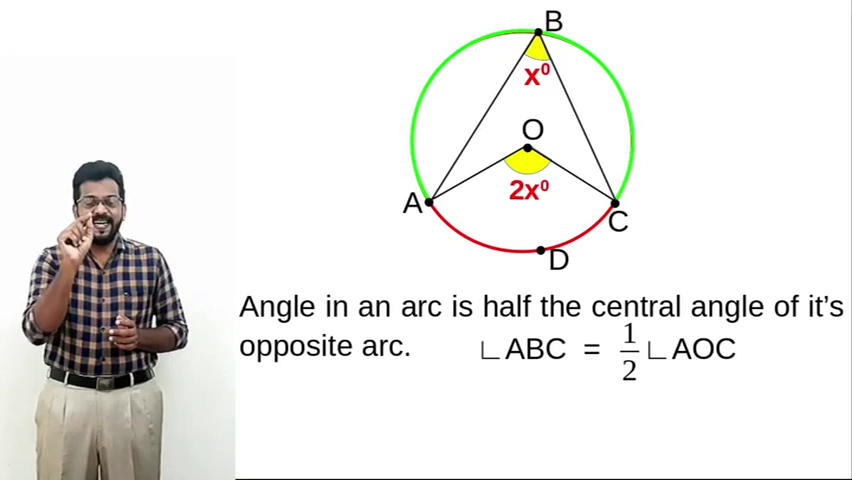 B
x⁰
O
A
2x⁰
C
D
Angle in an arc is half the central angle of it's
opposite arc. ∟ABC = 1/2 ∟AOC